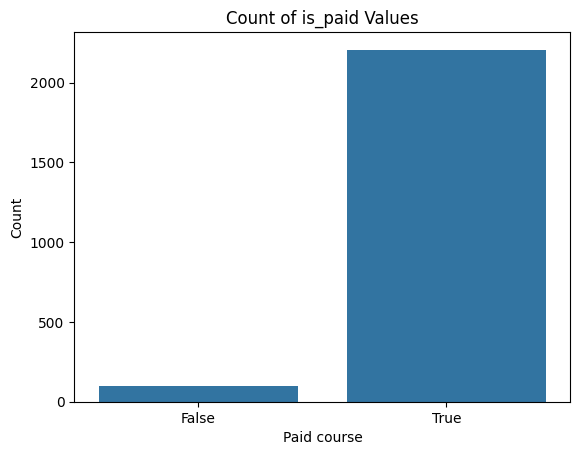 Count of is_paid Values
Count
2000
1500
1000
500
0
False
True
Paid course